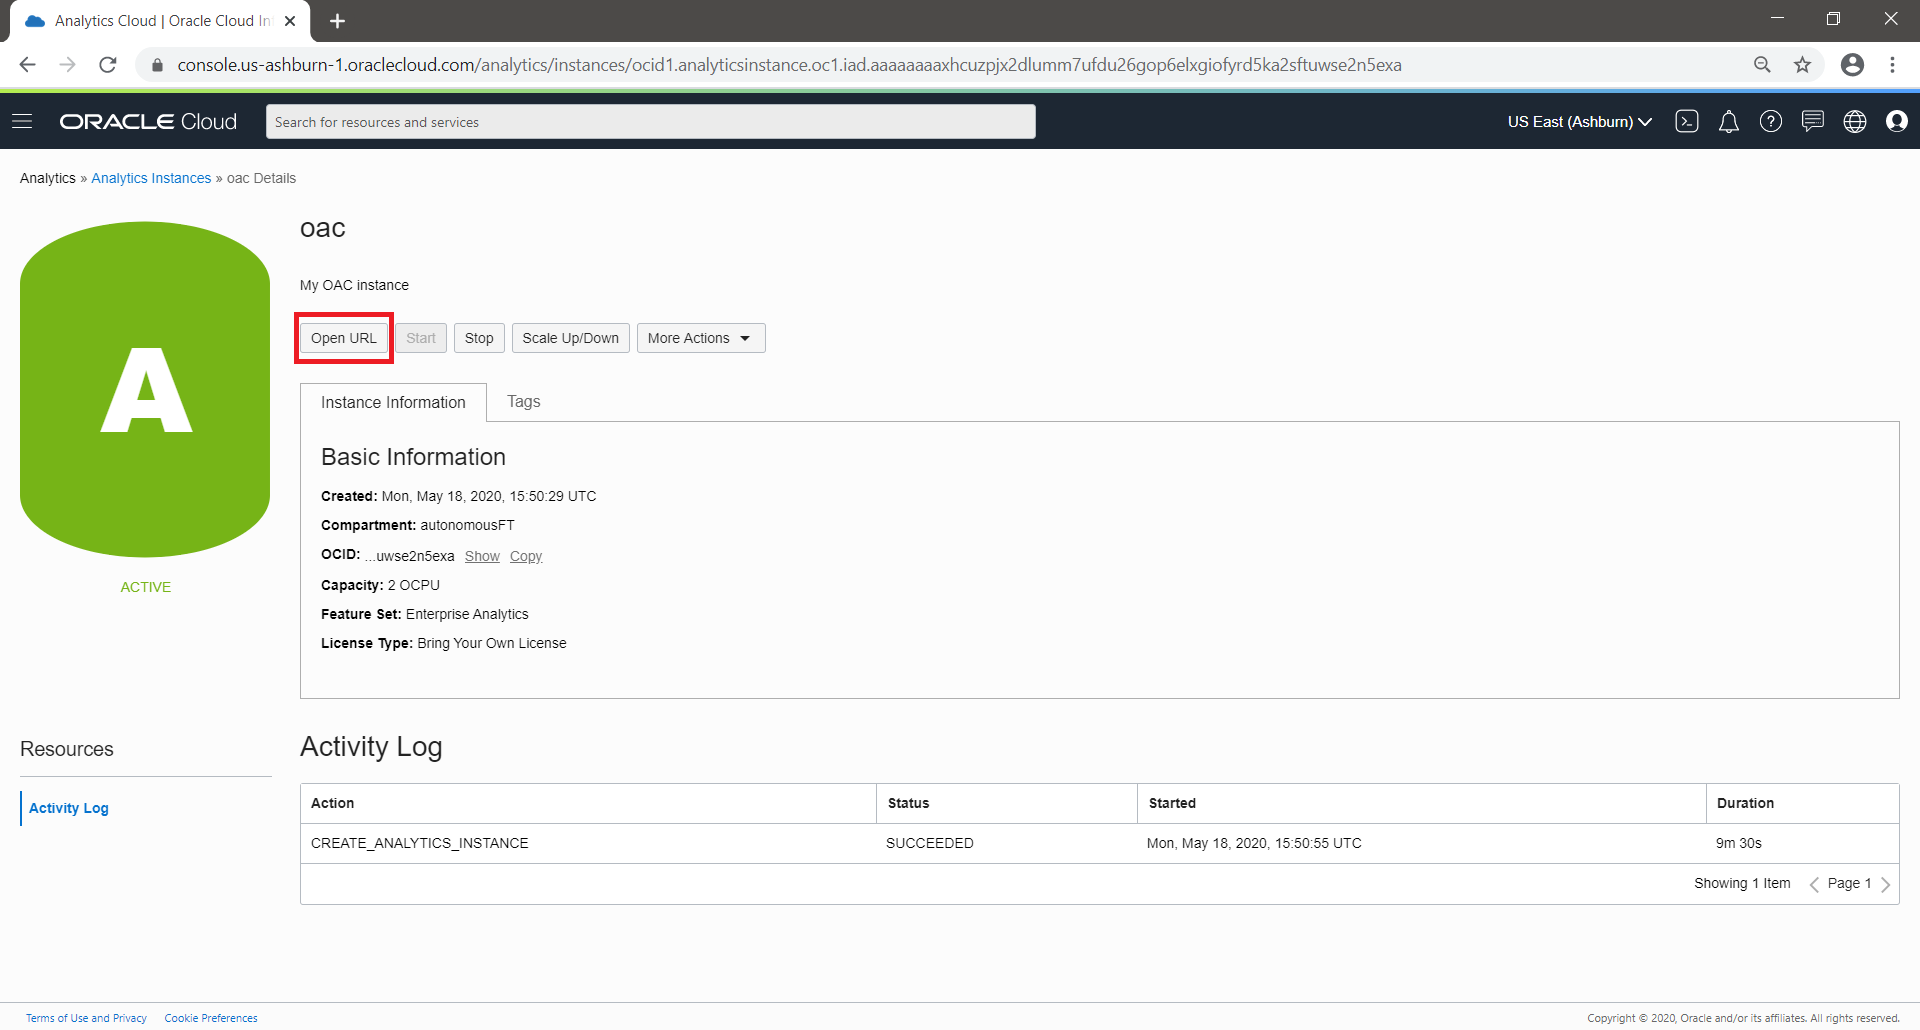 Analytics Cloud | Oracle Cloud In
console.us-ashburn-1.oraclecloud.com/analytics/instances/ocid1.analyticsinstance.oc1.iad.aaaaaaaaxhcuzpjx2dlumm7ufdu26gop6elxgiofyrd5ka2sftuwse2n5exa
ORACLE Cloud
Search for resources and services
US East (Ashburn)
Analytics » Analytics Instances » oac Details
A
ACTIVE
oac
My OAC instance
Open URL Start Stop Scale Up/Down More Actions
Instance Information Tags
Basic Information
Created: Mon, May 18, 2020, 15:50:29 UTC
Compartment: autonomousFT
OCID: ...uwse2n5exa Show Copy
Capacity: 2 OCPU
Feature Set: Enterprise Analytics
License Type: Bring Your Own License
Resources
Activity Log
Activity Log
Action Status Started Duration
CREATE_ANALYTICS_INSTANCE SUCCEEDED Mon, May 18, 2020, 15:50:55 UTC 9m 30s
Showing 1 Item Page 1
Terms of Use and Privacy Cookie Preferences
Copyright © 2020, Oracle and/or its affiliates. All rights reserved.